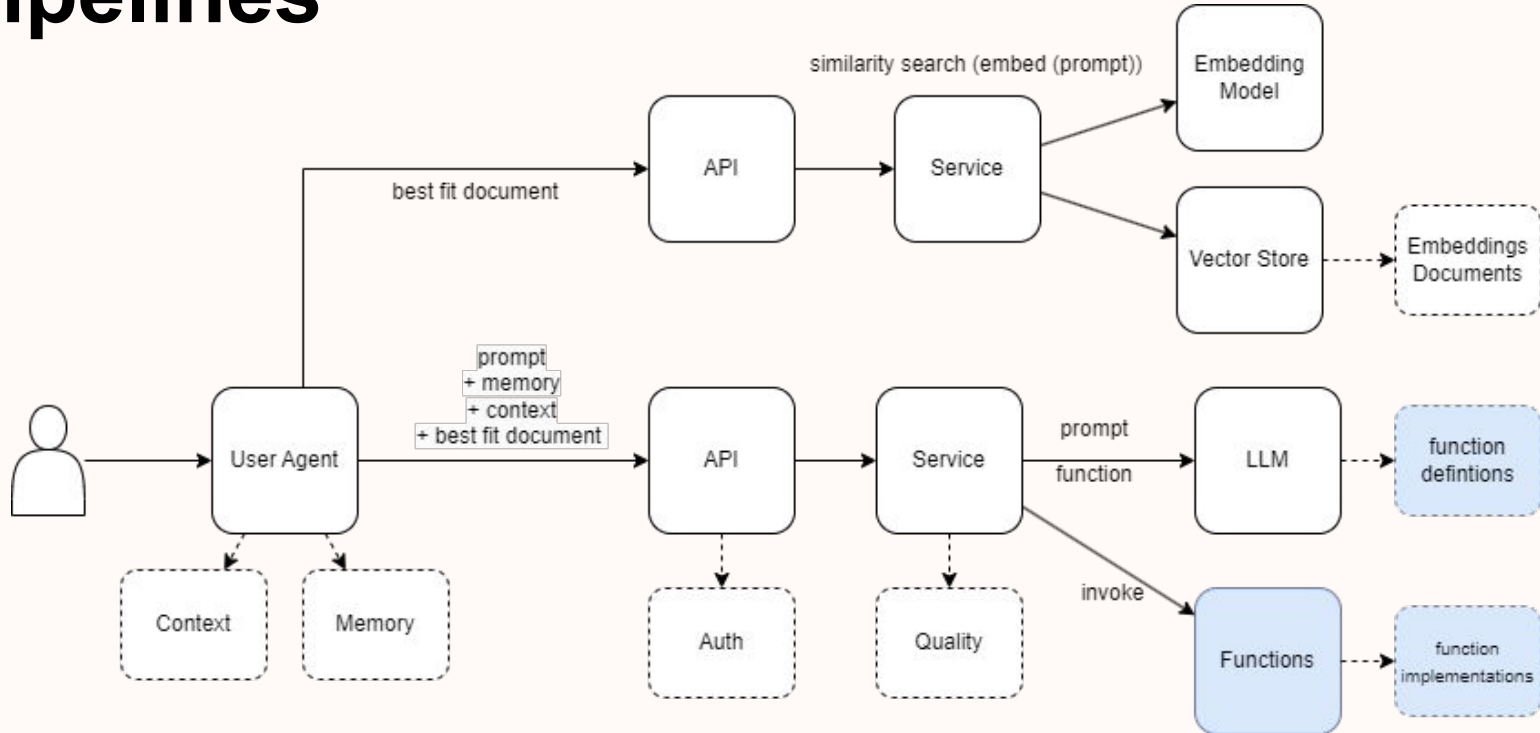 ipelines
similarity search (embed (prompt))
Embedding
Model
API
Service
best fit document
Vector Store
Embeddings
Documents
prompt
+ memory
+ context
+ best fit document
User Agent
API
Service
prompt
function
LLM
function
defintions
Context
Memory
Auth
Quality
invoke
Functions
function
implementations